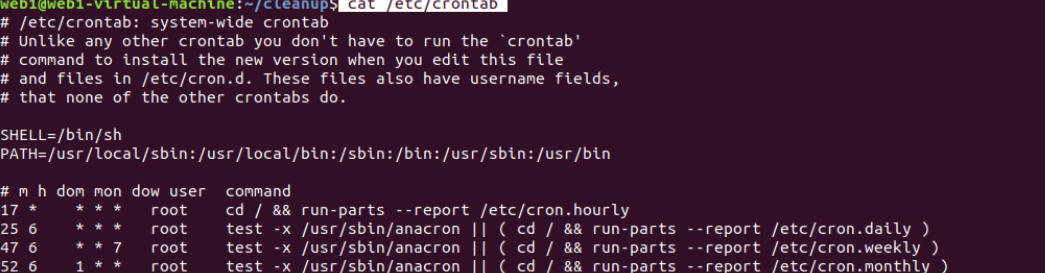 web1@web1-virtual-machine:~/cleanup$ cat /etc/crontab
# /etc/crontab: system-wide crontab
# Unlike any other crontab you don't have to run the `crontab'
# command to install the new version when you edit this file
# and files in /etc/cron.d. These files also have username fields,
# that none of the other crontabs do.

SHELL=/bin/sh
PATH=/usr/local/sbin:/usr/local/bin:/sbin:/bin:/usr/sbin:/usr/bin

# m h dom mon dow user  command
17 *    * * *   root    cd / && run-parts --report /etc/cron.hourly
25 6    * * *   root    test -x /usr/sbin/anacron || ( cd / && run-parts --report /etc/cron.daily )
47 6    * * 7   root    test -x /usr/sbin/anacron || ( cd / && run-parts --report /etc/cron.weekly )
52 6    1 * *   root    test -x /usr/sbin/anacron || ( cd / && run-parts --report /etc/cron.monthly )